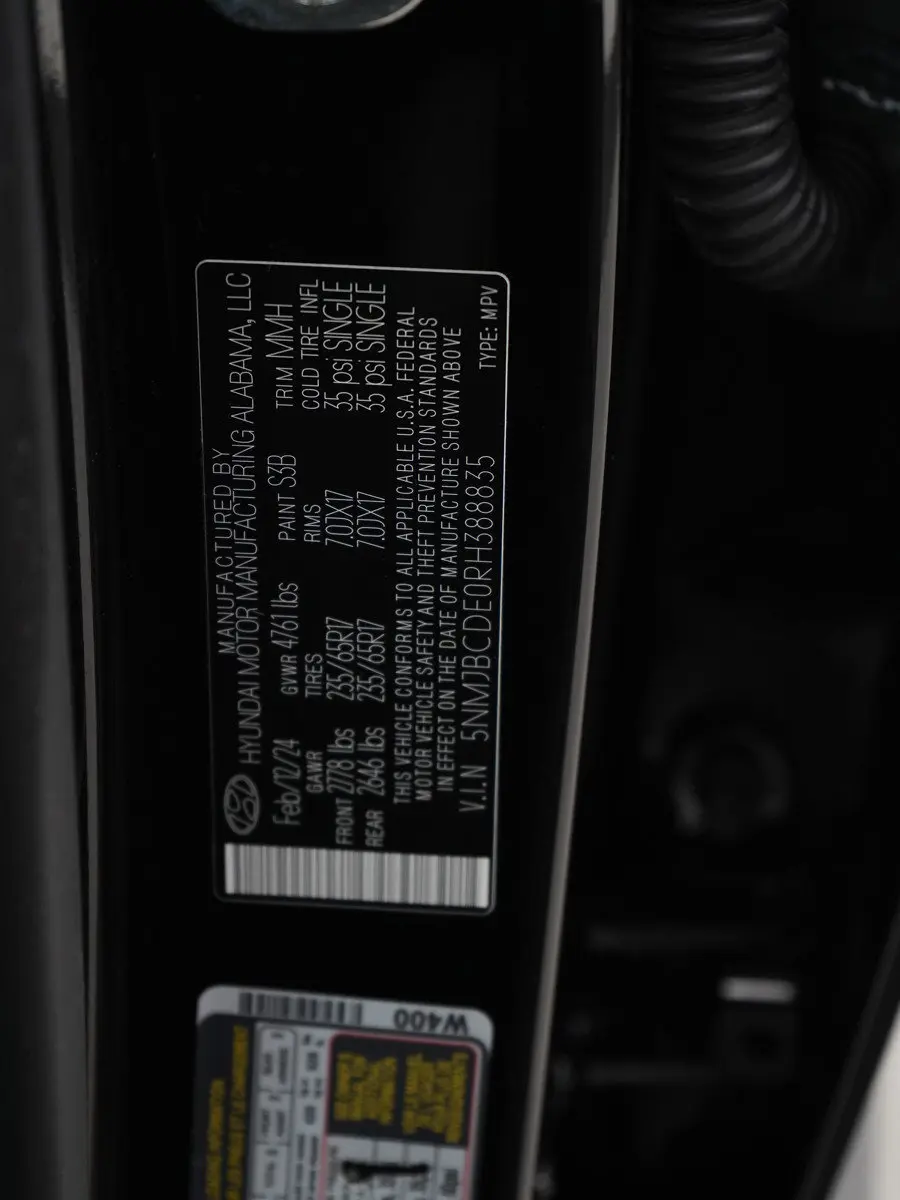 MANUFACTURED BY
HYUNDAI MOTOR MANUFACTURING ALABAMA, LLC
Feb/12/24 GVWR 4761 lbs PAINT S3B TRIM MMH
GAWR TIRES RIMS COLD TIRE INFL
FRONT 2778 lbs 235/65R17 7.0JX17 35 psi SINGLE
REAR 2646 lbs 235/65R17 7.0JX17 35 psi SINGLE
THIS VEHICLE CONFORMS TO ALL APPLICABLE U.S.A. FEDERAL
MOTOR VEHICLE SAFETY AND THEFT PREVENTION STANDARDS
IN EFFECT ON THE DATE OF MANUFACTURE SHOWN ABOVE
V.I.N 5NMJBCDE0RH388835
TYPE: MPV
W400